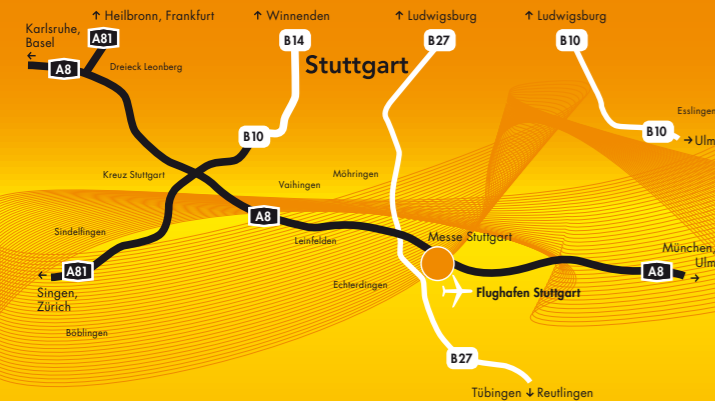 ↑ Heilbronn, Frankfurt
↑ Winnenden
↑ Ludwigsburg
↑ Ludwigsburg
Karlsruhe,
Basel
←
A81
B14
B27
B10
A8
Dreieck Leonberg
Stuttgart
Esslingen
B10
B10
→ Ulm
Kreuz Stuttgart
Möhringen
Vaihingen
A8
Sindelfingen
Leinfelden
Messe Stuttgart
München,
Ulm
→
←
A81
A8
Singen,
Zürich
Echterdingen
Flughafen Stuttgart
Böblingen
B27
Tübingen ↓ Reutlingen